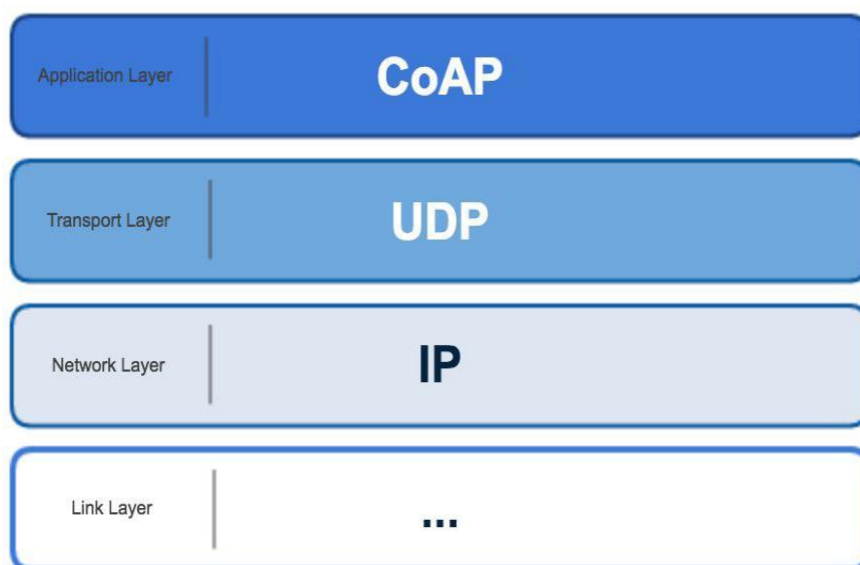 Application Layer
CoAP
Transport Layer
UDP
Network Layer
IP
Link Layer
...